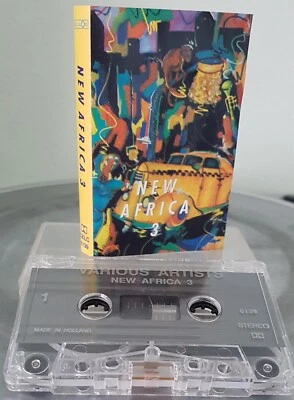 NEW AFRICA 3
NEW
AFRICA
3
VARIOUS ARTISTS
NEW AFRICA 3
1
MADE IN HOLLAND
STEREO